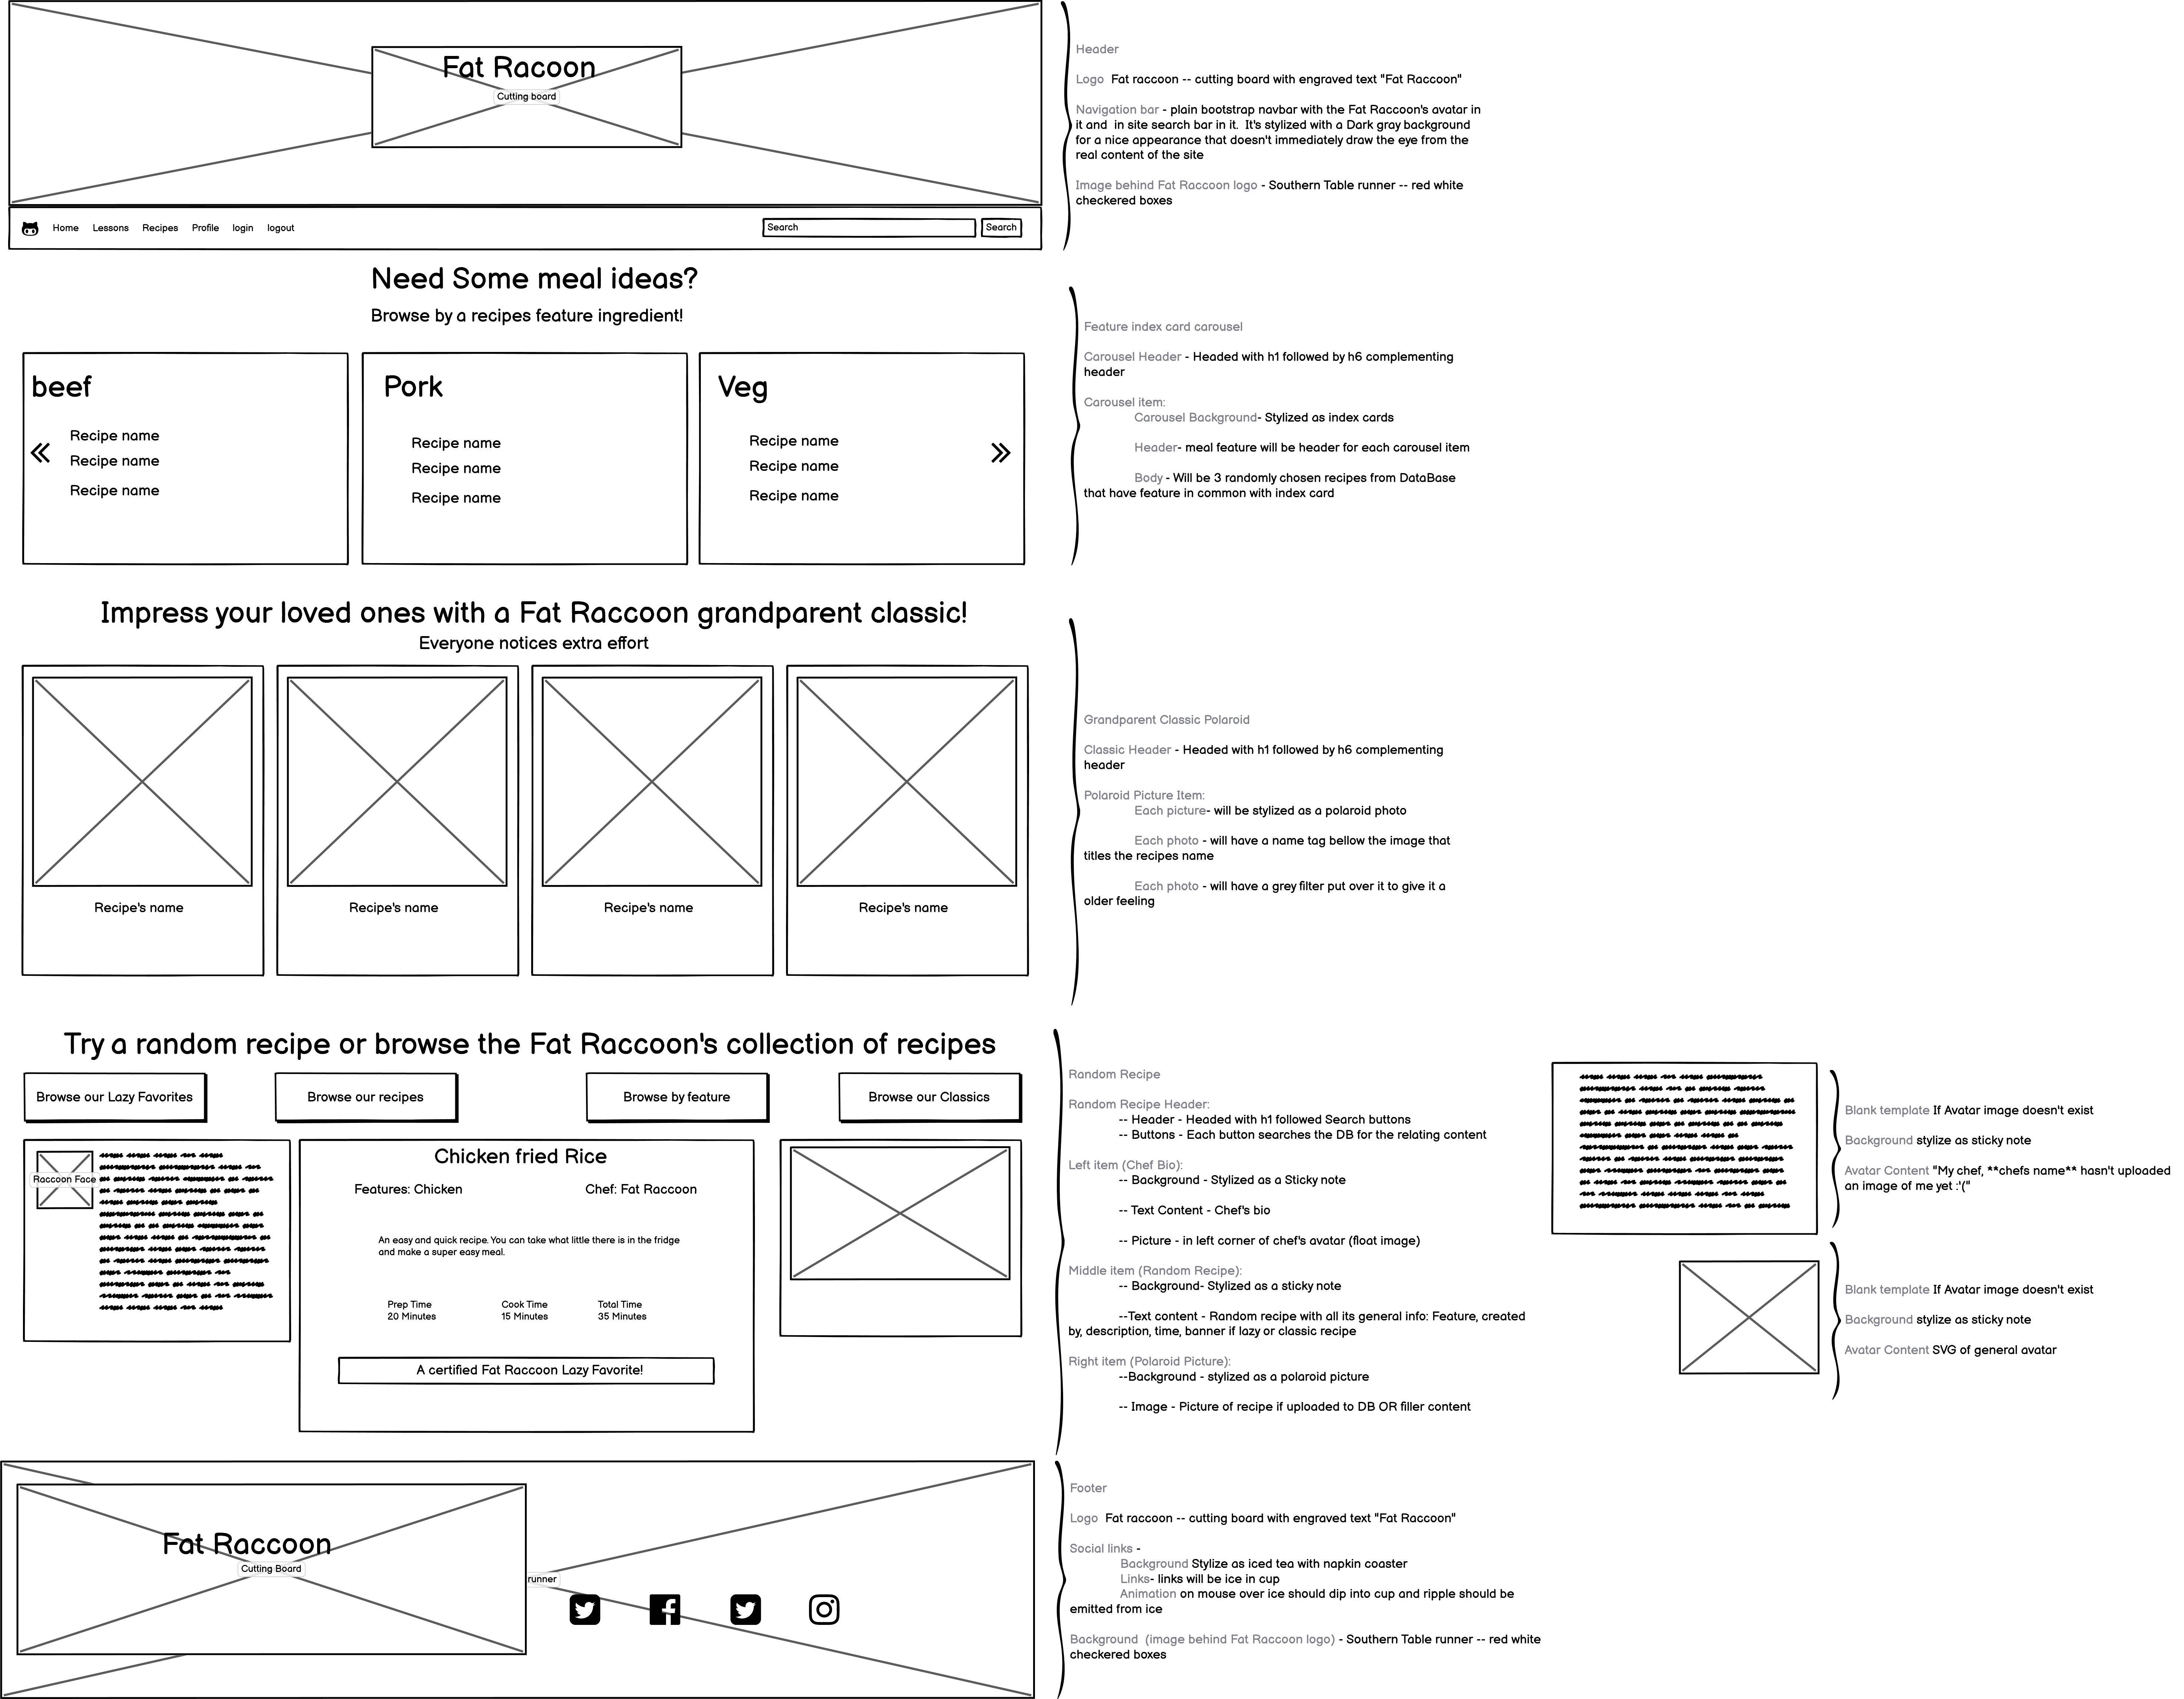 Fat Racoon
Cutting board
Home Lessons Recipes Profile login logout
Search Search
Header
Logo Fat raccoon -- cutting board with engraved text "Fat Raccoon"
Navigation bar - plain bootstrap navbar with the Fat Raccoon's avatar in
it and in site search bar in it. It's stylized with a Dark gray background
for a nice appearance that doesn't immediately draw the eye from the
real content of the site
Image behind Fat Raccoon logo - Southern Table runner -- red white
checkered boxes
Need Some meal ideas?
Browse by a recipes feature ingredient!
beef
Recipe name
Recipe name
Recipe name
Pork
Recipe name
Recipe name
Recipe name
Veg
Recipe name
Recipe name
Recipe name
Feature index card carousel
Carousel Header - Headed with h1 followed by h6 complementing
header
Carousel item:
Carousel Background- Stylized as index cards
Header- meal feature will be header for each carousel item
Body - Will be 3 randomly chosen recipes from DataBase
that have feature in common with index card
Impress your loved ones with a Fat Raccoon grandparent classic!
Everyone notices extra effort
Recipe's name
Recipe's name
Recipe's name
Recipe's name
Grandparent Classic Polaroid
Classic Header - Headed with h1 followed by h6 complementing
header
Polaroid Picture Item:
Each picture- will be stylized as a polaroid photo
Each photo - will have a name tag bellow the image that
titles the recipes name
Each photo - will have a grey filter put over it to give it a
older feeling
Try a random recipe or browse the Fat Raccoon's collection of recipes
Browse our Lazy Favorites
Browse our recipes
Browse by feature
Browse our Classics
Raccoon Face
Chicken fried Rice
Features: Chicken
Chef: Fat Raccoon
An easy and quick recipe. You can take what little there is in the fridge
and make a super easy meal.
Prep Time
20 Minutes
Cook Time
15 Minutes
Total Time
35 Minutes
A certified Fat Raccoon Lazy Favorite!
Random Recipe
Random Recipe Header:
-- Header - Headed with h1 followed Search buttons
-- Buttons - Each button searches the DB for the relating content
Left item (Chef Bio):
-- Background - Stylized as a Sticky note
-- Text Content - Chef's bio
-- Picture - in left corner of chef's avatar (float image)
Middle item (Random Recipe):
-- Background- Stylized as a sticky note
--Text content - Random recipe with all its general info: Feature, created
by, description, time, banner if lazy or classic recipe
Right item (Polaroid Picture):
--Background - stylized as a polaroid picture
-- Image - Picture of recipe if uploaded to DB OR filler content
Blank template If Avatar image doesn't exist
Background stylize as sticky note
Avatar Content "My chef, **chefs name** hasn't uploaded
an image of me yet :'("
Blank template If Avatar image doesn't exist
Background stylize as sticky note
Avatar Content SVG of general avatar
Fat Raccoon
Cutting Board
runner
Footer
Logo Fat raccoon -- cutting board with engraved text "Fat Raccoon"
Social links -
Background Stylize as iced tea with napkin coaster
Links- links will be ice in cup
Animation on mouse over ice should dip into cup and ripple should be
emitted from ice
Background (image behind Fat Raccoon logo) - Southern Table runner -- red white
checkered boxes